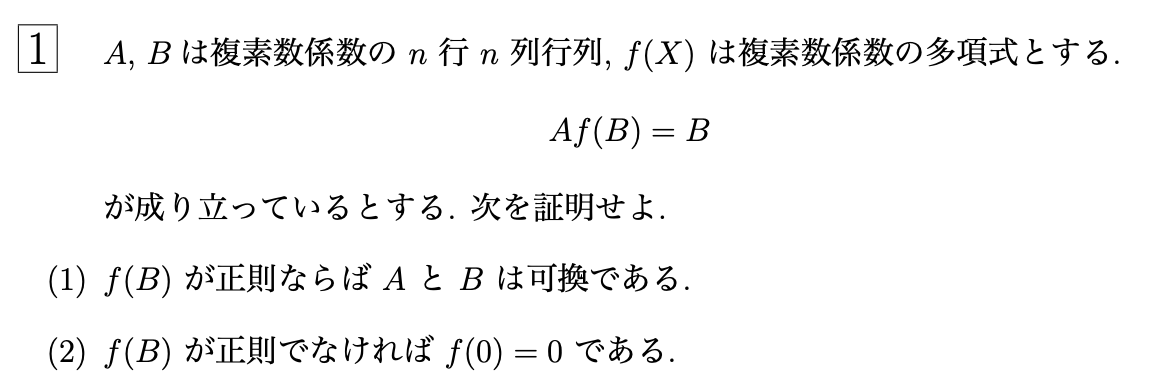 1 A, B は複素数係数の n 行 n 列行列, f(X) は複素数係数の多項式とする.
Af(B) = B
が成り立っているとする. 次を証明せよ.
(1) f(B) が正則ならば A と B は可換である.
(2) f(B) が正則でなければ f(0) = 0 である.